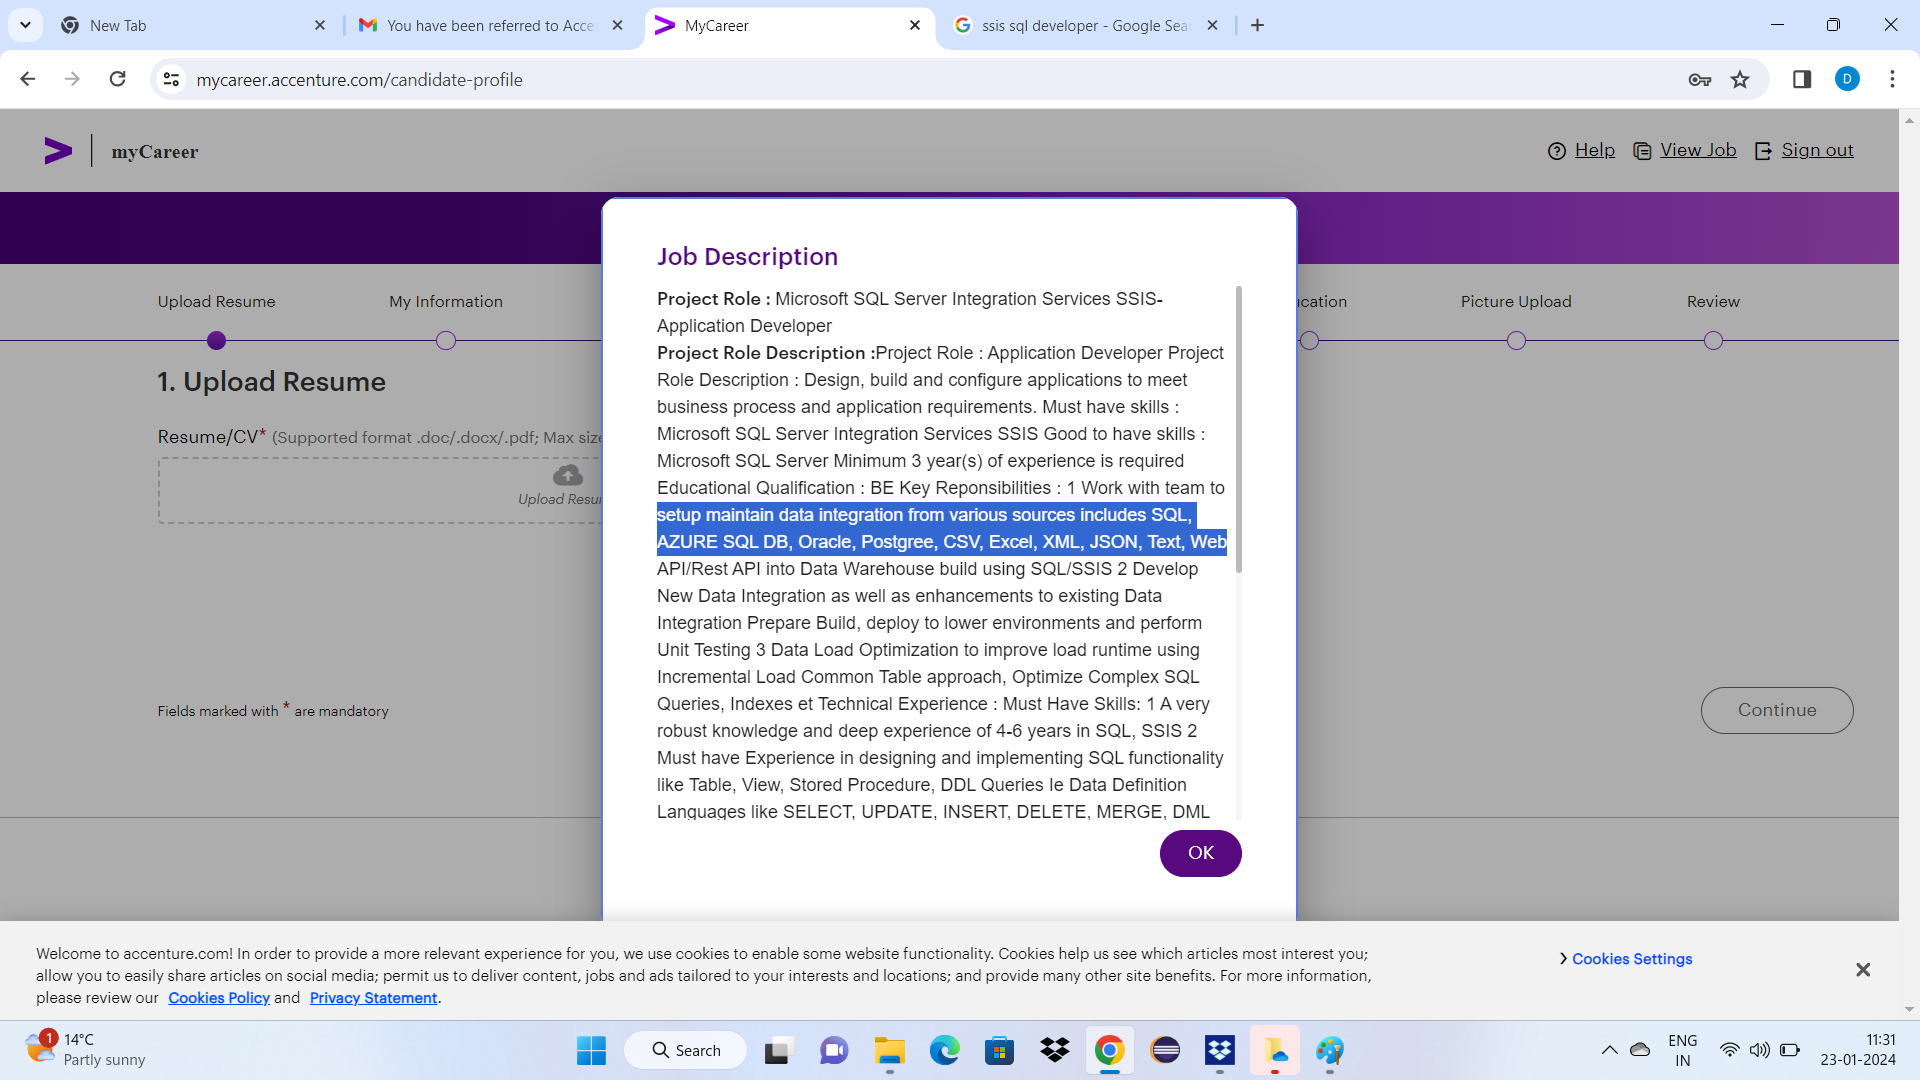 New Tab
You have been referred to Acce
MyCareer
ssis sql developer - Google Sea
mycareer.accenture.com/candidate-profile
D
myCareer
Help
View Job
Sign out
Job Description
Project Role : Microsoft SQL Server Integration Services SSIS-
Application Developer
Project Role Description :Project Role : Application Developer Project
Role Description : Design, build and configure applications to meet
business process and application requirements. Must have skills :
Microsoft SQL Server Integration Services SSIS Good to have skills :
Microsoft SQL Server Minimum 3 year(s) of experience is required
Educational Qualification : BE Key Reponsibilities : 1 Work with team to
setup maintain data integration from various sources includes SQL,
AZURE SQL DB, Oracle, Postgree, CSV, Excel, XML, JSON, Text, Web
API/Rest API into Data Warehouse build using SQL/SSIS 2 Develop
New Data Integration as well as enhancements to existing Data
Integration Prepare Build, deploy to lower environments and perform
Unit Testing 3 Data Load Optimization to improve load runtime using
Incremental Load Common Table approach, Optimize Complex SQL
Queries, Indexes et Technical Experience : Must Have Skills: 1 A very
robust knowledge and deep experience of 4-6 years in SQL, SSIS 2
Must have Experience in designing and implementing SQL functionality
like Table, View, Stored Procedure, DDL Queries Ie Data Definition
Languages like SELECT, UPDATE, INSERT, DELETE, MERGE, DML
OK
Upload Resume
My Information
ucation
Picture Upload
Review
1. Upload Resume
Resume/CV* (Supported format .doc/.docx/.pdf; Max size
Upload Resu
Fields marked with * are mandatory
Continue
Welcome to accenture.com! In order to provide a more relevant experience for you, we use cookies to enable some website functionality. Cookies help us see which articles most interest you;
allow you to easily share articles on social media; permit us to deliver content, jobs and ads tailored to your interests and locations; and provide many other site benefits. For more information,
please review our Cookies Policy and Privacy Statement.
Cookies Settings
1
14°C
Partly sunny
Search
ENG
IN
11:31
23-01-2024